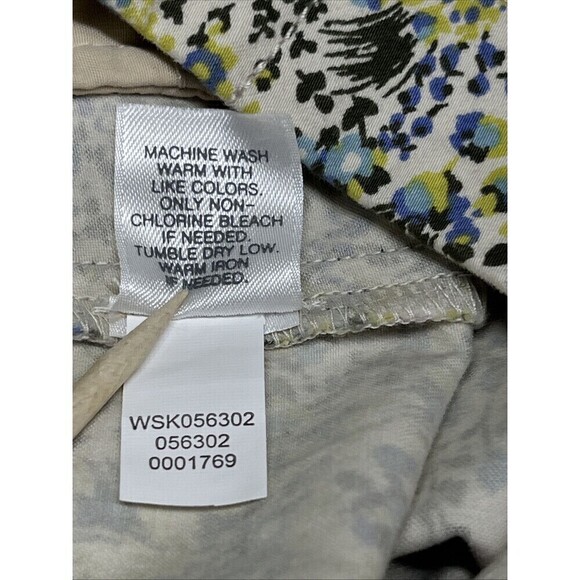 MACHINE WASH
WARM WITH
LIKE COLORS.
ONLY NON-
CHLORINE BLEACH
IF NEEDED.
TUMBLE DRY LOW.
WARM IRON
IF NEEDED.
WSK056302
056302
0001769